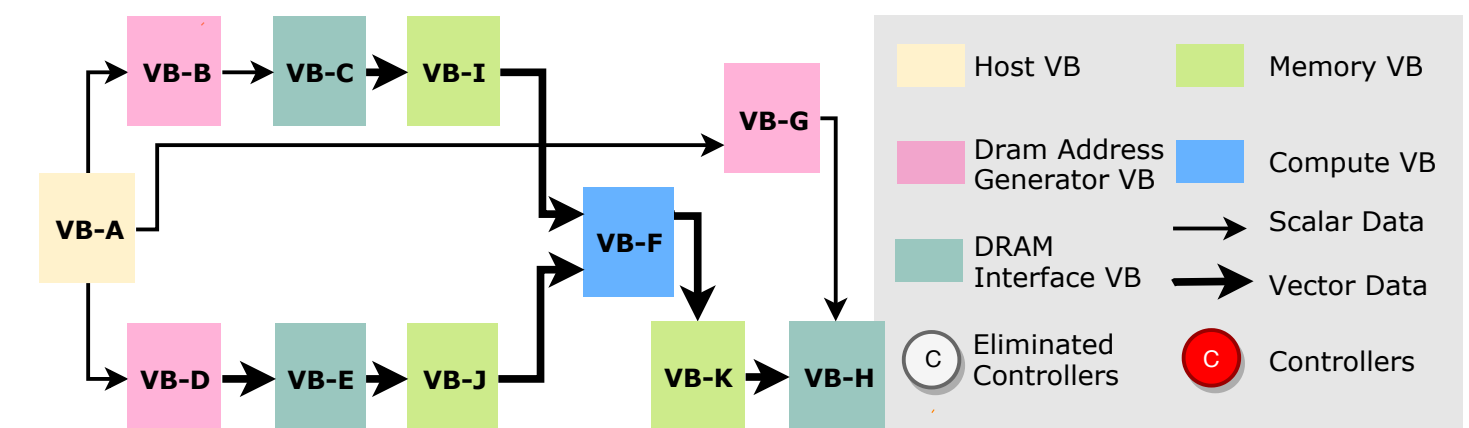 VB-B
VB-C
VB-I
VB-G
VB-A
VB-F
VB-D
VB-E
VB-J
VB-K
VB-H
Host VB
Memory VB
Dram Address
Generator VB
Compute VB
Scalar Data
DRAM
Interface VB
Vector Data
C
Eliminated
Controllers
C
Controllers